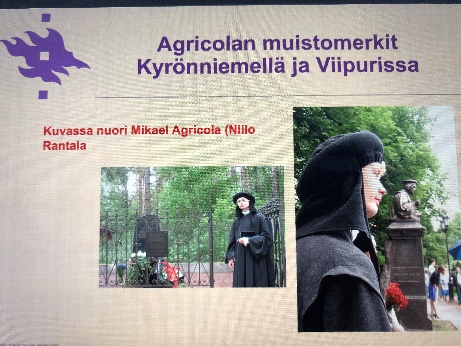 Agricolan muistomerkit
Kyrönniemellä ja Viipurissa
Kuvassa nuori Mikael Agricola (Niilo
Rantala